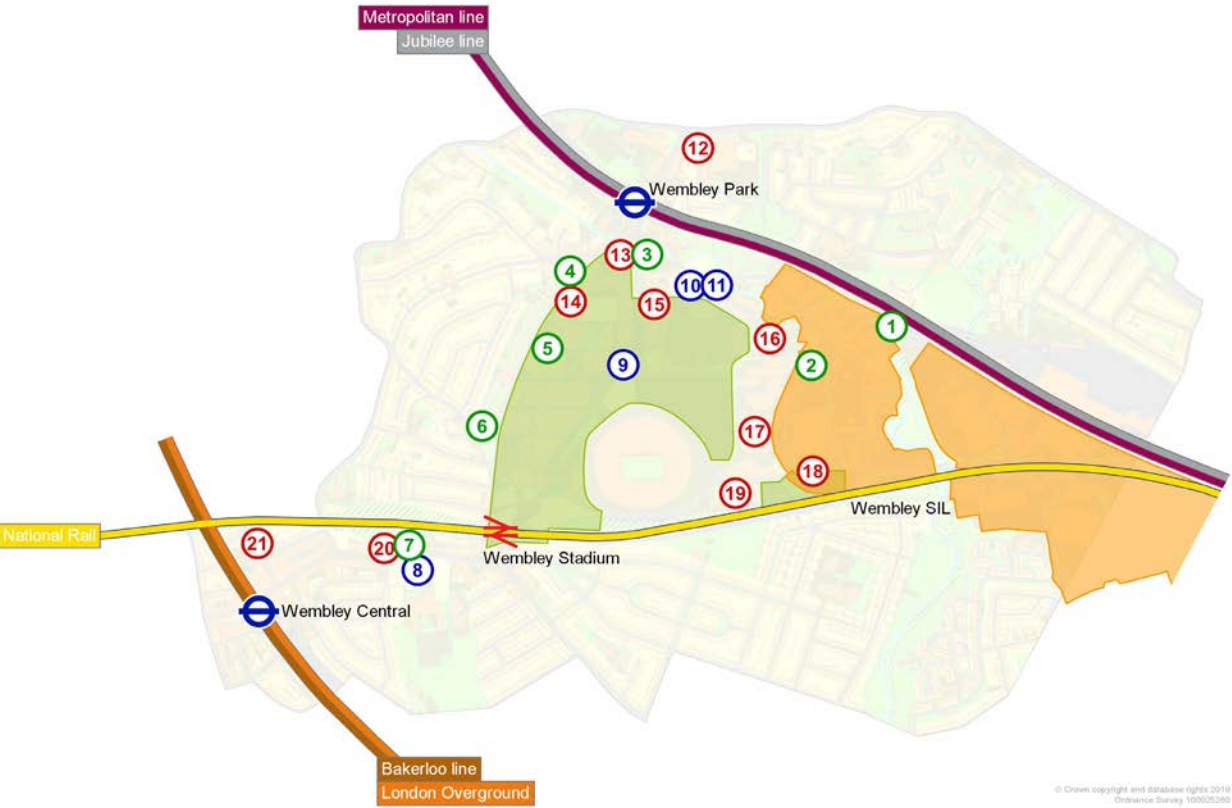 Metropolitan line
Jubilee line
12
Wembley Park
13
3
4
10
11
14
15
1
16
5
9
2
6
17
18
19
Wembley SIL
National Rail
21
20
7
Wembley Stadium
8
Wembley Central
Bakerloo line
London Overground
© Crown copyright and database rights 2010
Ordnance Survey 100025260